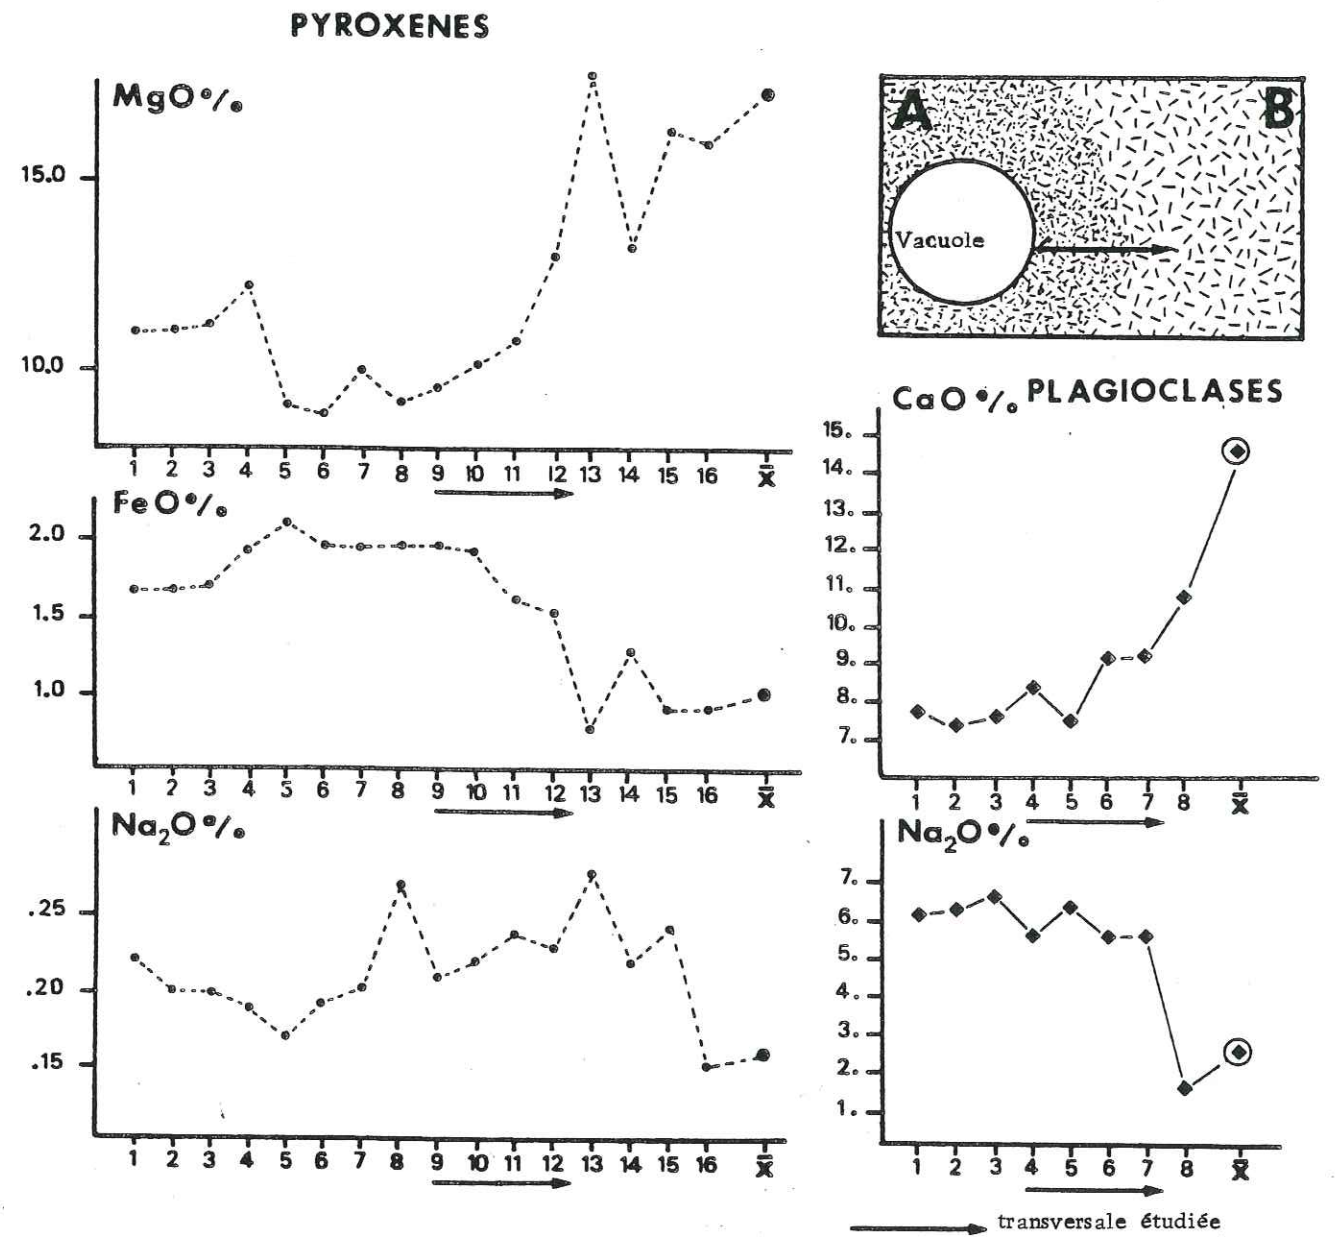 PYROXENES
MgO%
15.0
10.0
1 2 3 4 5 6 7 8 9 10 11 12 13 14 15 16 x̄
FeO%
2.0
1.5
1.0
1 2 3 4 5 6 7 8 9 10 11 12 13 14 15 16 x̄
Na₂O%
.25
.20
.15
1 2 3 4 5 6 7 8 9 10 11 12 13 14 15 16 x̄
A B
Vacuole
CaO% PLAGIOCLASES
15.
14.
13.
12.
11.
10.
9.
8.
7.
1 2 3 4 5 6 7 8 x̄
Na₂O%
7.
6.
5.
4.
3.
2.
1.
1 2 3 4 5 6 7 8 x̄
transversale étudiée